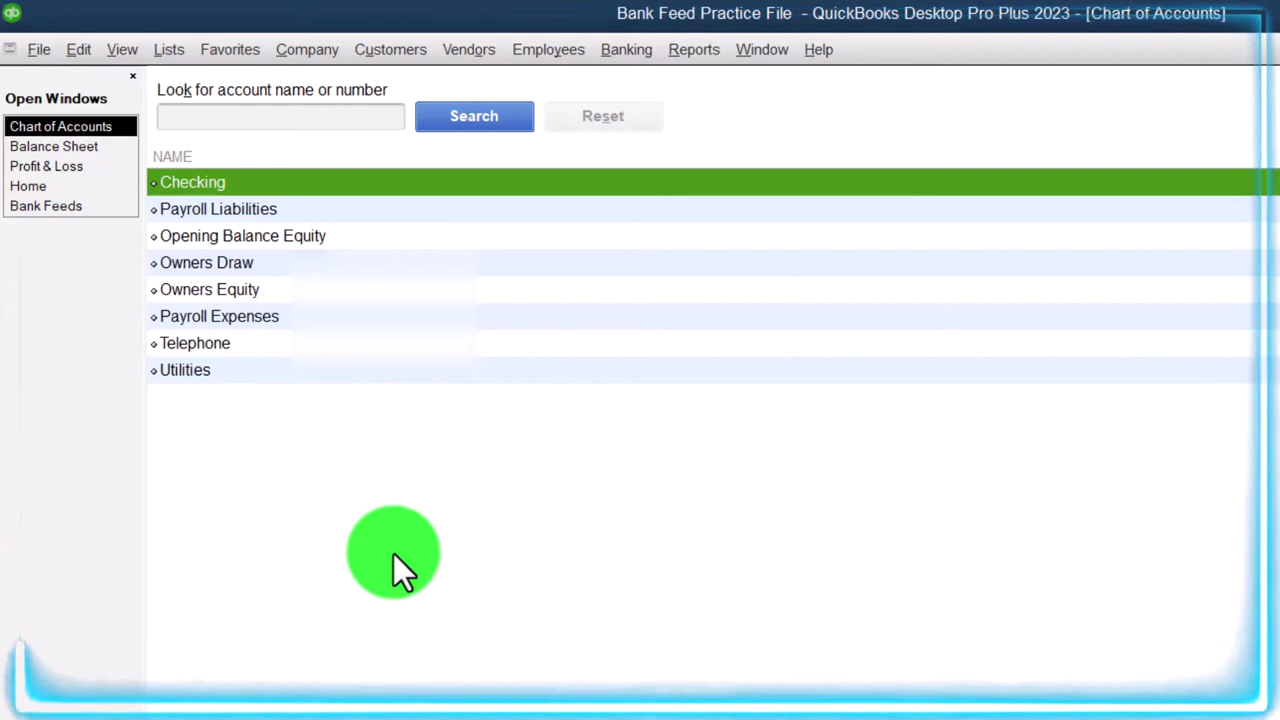 qb
Bank Feed Practice File - QuickBooks Desktop Pro Plus 2023 - [Chart of Accounts]
File Edit View Lists Favorites Company Customers Vendors Employees Banking Reports Window Help
Open Windows
Chart of Accounts
Balance Sheet
Profit & Loss
Home
Bank Feeds
Look for account name or number
Search Reset
NAME
Checking
Payroll Liabilities
Opening Balance Equity
Owners Draw
Owners Equity
Payroll Expenses
Telephone
Utilities